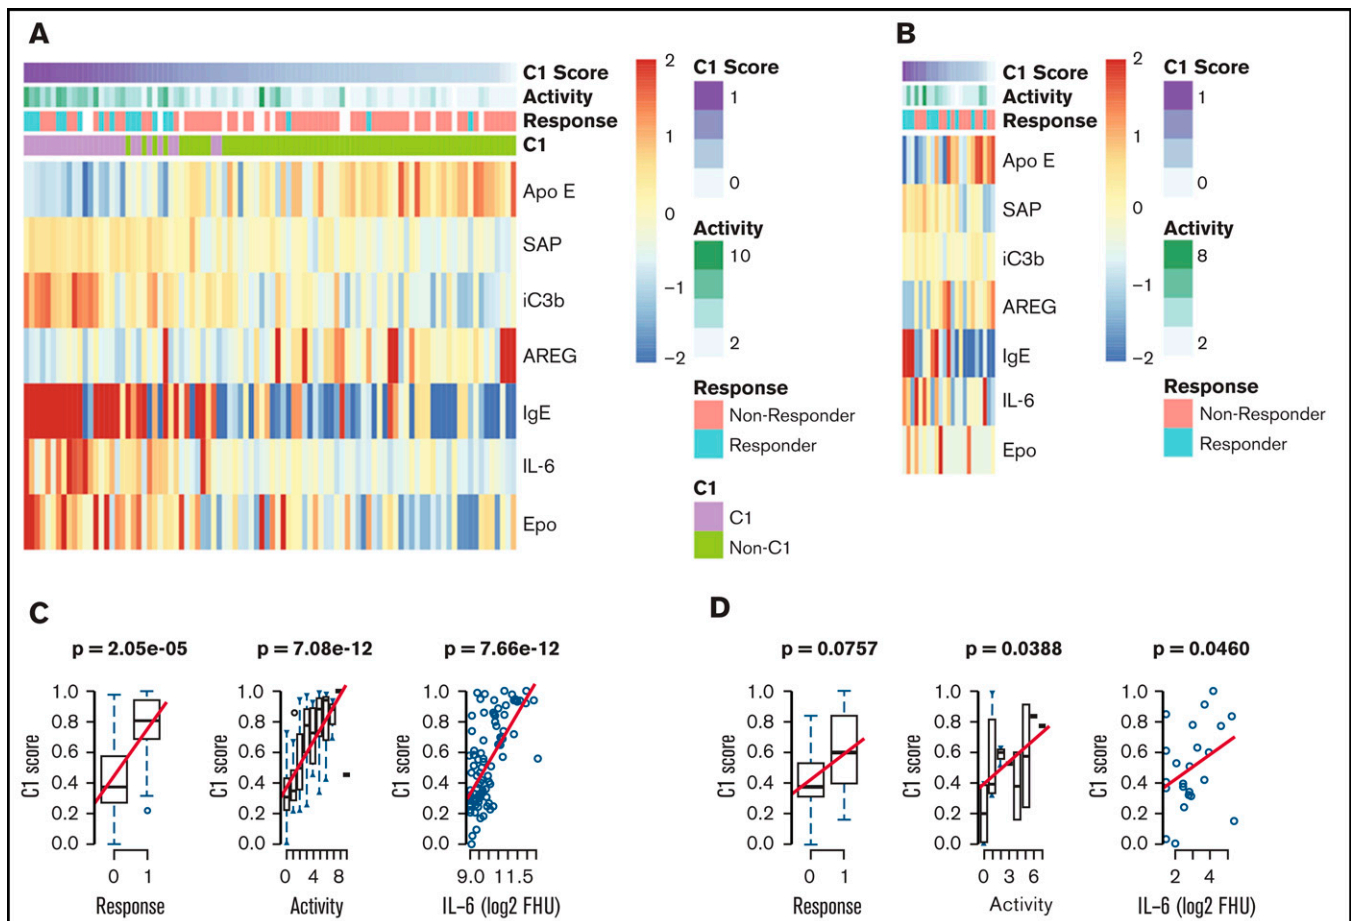 A
C1 Score
Activity
Response
C1
Apo E
SAP
iC3b
AREG
IgE
IL-6
Epo
2
1
0
−1
−2
C1 Score
1
0
Activity
10
2
Response
Non-Responder
Responder
C1
C1
Non-C1
B
C1 Score
Activity
Response
Apo E
SAP
iC3b
AREG
IgE
IL-6
Epo
2
1
0
−1
−2
C1 Score
1
0
Activity
8
2
Response
Non-Responder
Responder
C
p = 2.05e-05
C1 score
1.0
0.8
0.6
0.4
0.2
0.0
0 1
Response
p = 7.08e-12
C1 score
1.0
0.8
0.6
0.4
0.2
0.0
0 4 8
Activity
p = 7.66e-12
C1 score
1.0
0.8
0.6
0.4
0.2
0.0
9.0 11.5
IL−6 (log2 FHU)
D
p = 0.0757
C1 score
1.0
0.8
0.6
0.4
0.2
0.0
0 1
Response
p = 0.0388
C1 score
1.0
0.8
0.6
0.4
0.2
0.0
0 3 6
Activity
p = 0.0460
C1 score
1.0
0.8
0.6
0.4
0.2
0.0
2 4
IL−6 (log2 FHU)